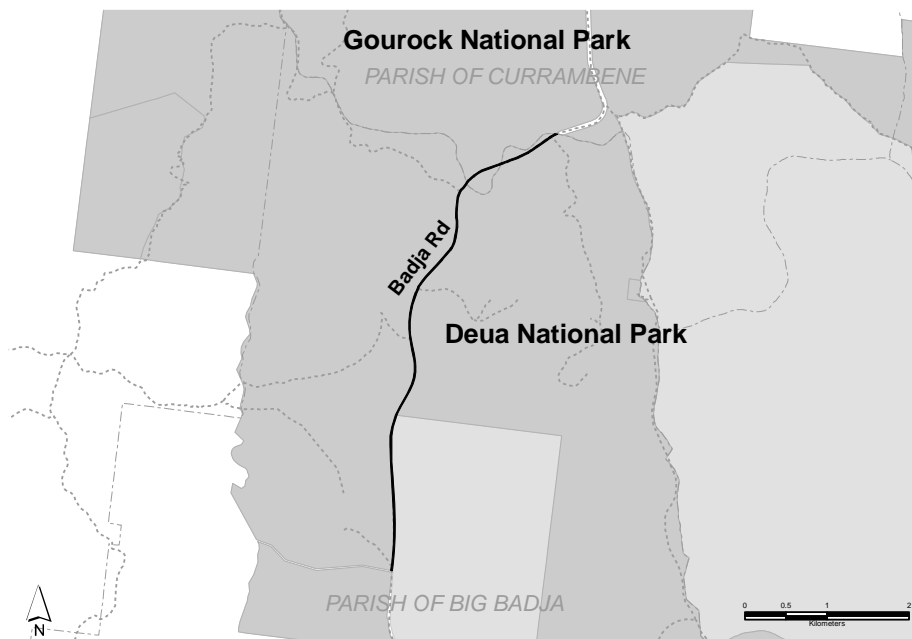 Gourock National Park
PARISH OF CURRAMBENE
Badja Rd
Deua National Park
PARISH OF BIG BADJA
N
0 0.5 1 2
Kilometers